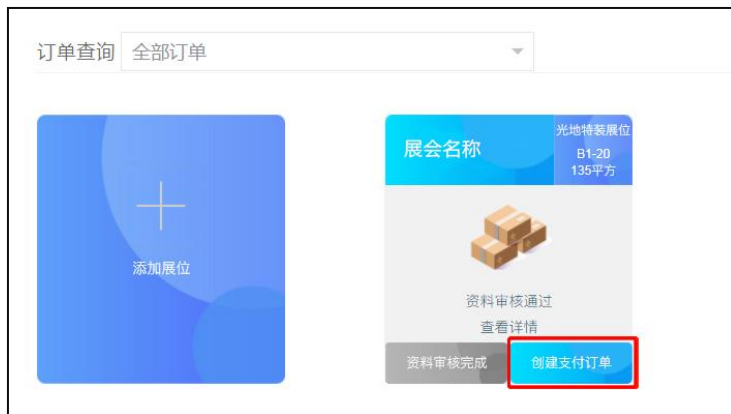 订单查询 全部订单
添加展位
展会名称
光地特装展位
B1-20
135平方
资料审核通过
查看详情
资料审核完成
创建支付订单